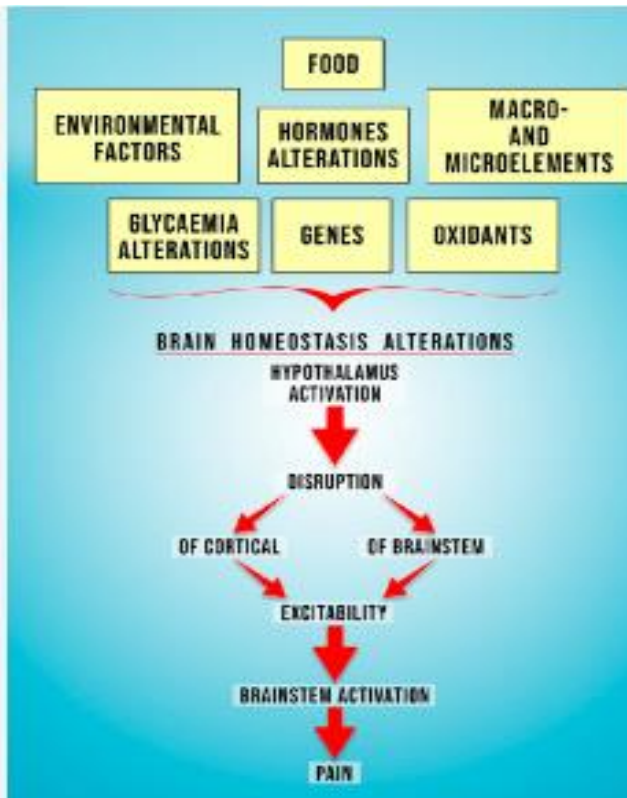 FOOD
ENVIRONMENTAL
FACTORS
HORMONES
ALTERATIONS
MACRO-
AND
MICROELEMENTS
GLYCAEMIA
ALTERATIONS
GENES
OXIDANTS
BRAIN HOMEOSTASIS ALTERATIONS
HYPOTHALAMUS
ACTIVATION
DISRUPTION
OF CORTICAL
OF BRAINSTEM
EXCITABILITY
BRAINSTEM ACTIVATION
PAIN